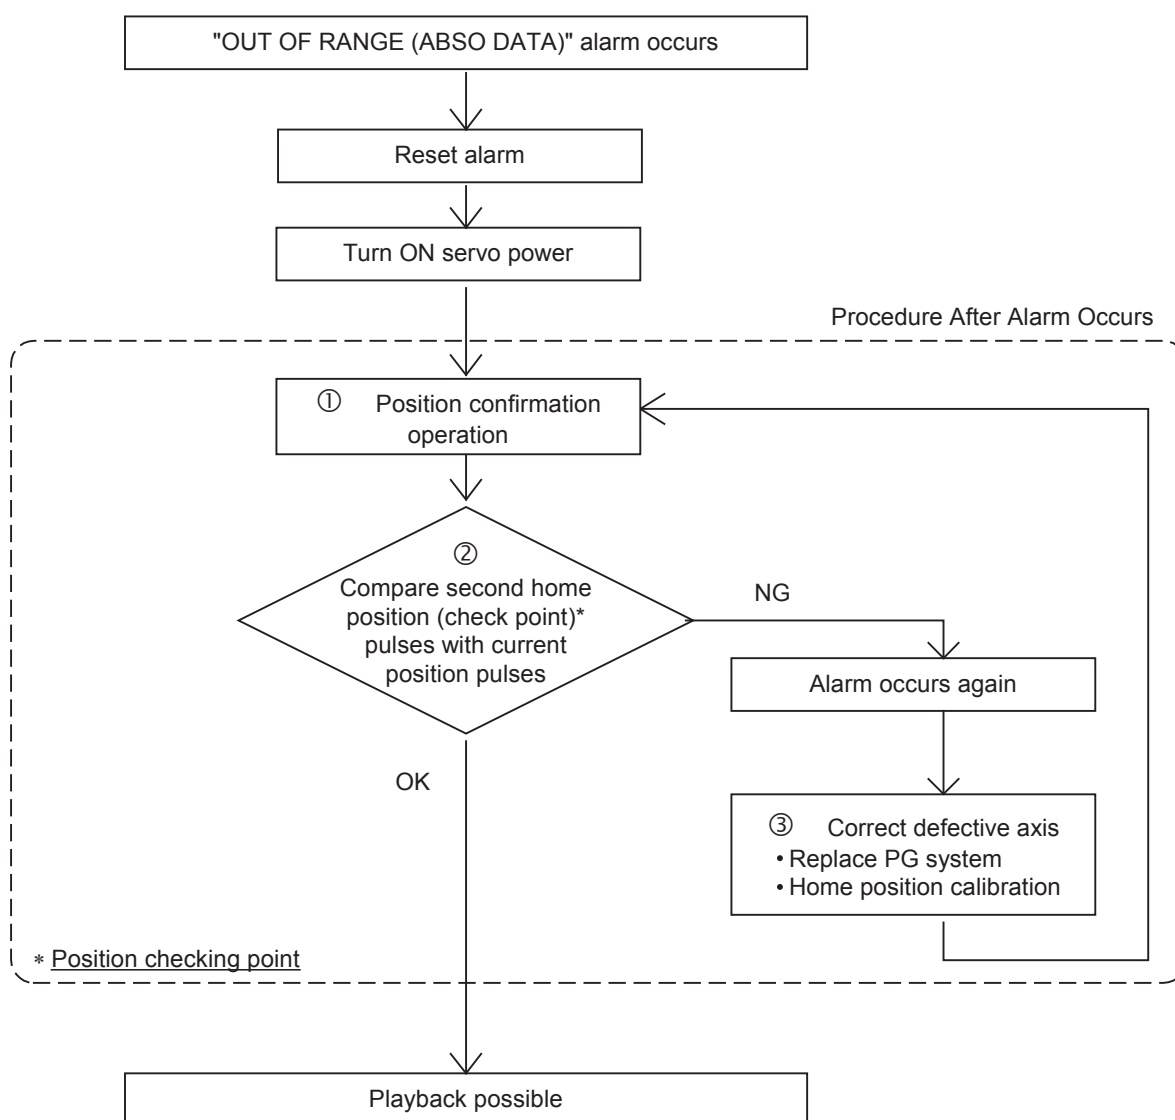 "OUT OF RANGE (ABSO DATA)" alarm occurs
Reset alarm
Turn ON servo power
Procedure After Alarm Occurs
① Position confirmation
operation
②
Compare second home
position (check point)*
pulses with current
position pulses
NG
Alarm occurs again
OK
③ Correct defective axis
• Replace PG system
• Home position calibration
* Position checking point
Playback possible